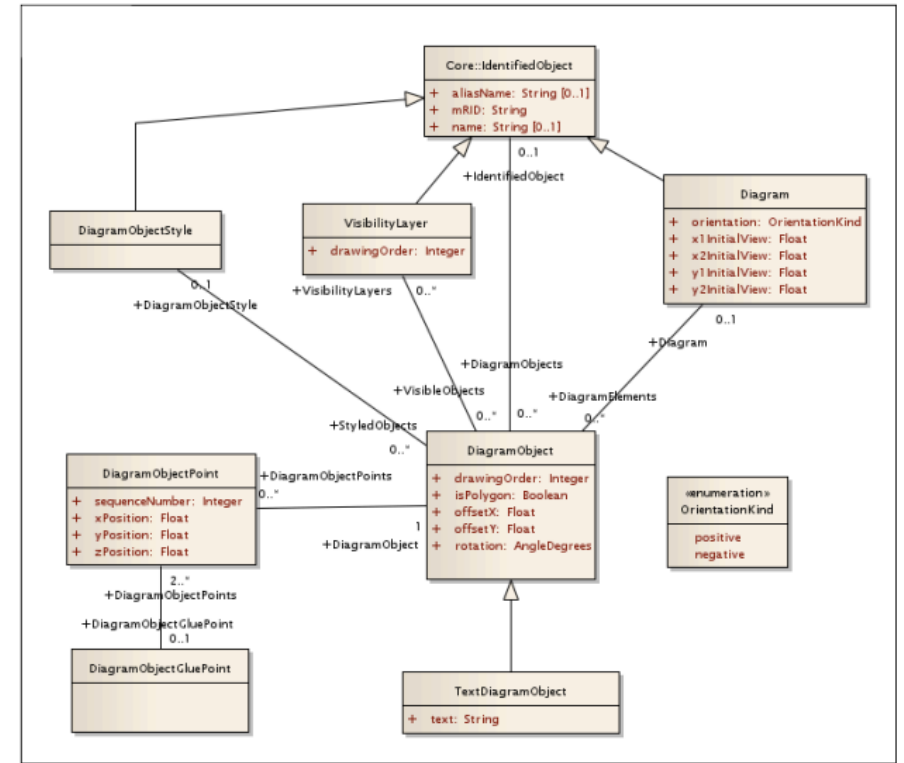 Core::IdentifiedObject
+ aliasName: String [0..1]
+ mRID: String
+ name: String [0..1]
0..1
+IdentifiedObject
Diagram
+ orientation: OrientationKind
+ x1InitialView: Float
+ x2InitialView: Float
+ y1InitialView: Float
+ y2InitialView: Float
DiagramObjectStyle
VisibilityLayer
+ drawingOrder: Integer
0..1
+DiagramObjectStyle
+VisibilityLayers
0..*
0..1
+Diagram
+DiagramObjects
+VisibleObjects
+DiagramElements
0..*
0..*
0..*
+StyledObjects
0..*
DiagramObject
+ drawingOrder: Integer
+ isPolygon: Boolean
+ offsetX: Float
+ offsetY: Float
+ rotation: AngleDegrees
DiagramObjectPoint
+ sequenceNumber: Integer
+ xPosition: Float
+ yPosition: Float
+ zPosition: Float
+DiagramObjectPoints
0..*
1
+DiagramObject
«enumeration»
OrientationKind
positive
negative
2..*
+DiagramObjectPoints
+DiagramObjectGluePoint
0..1
DiagramObjectGluePoint
TextDiagramObject
+ text: String